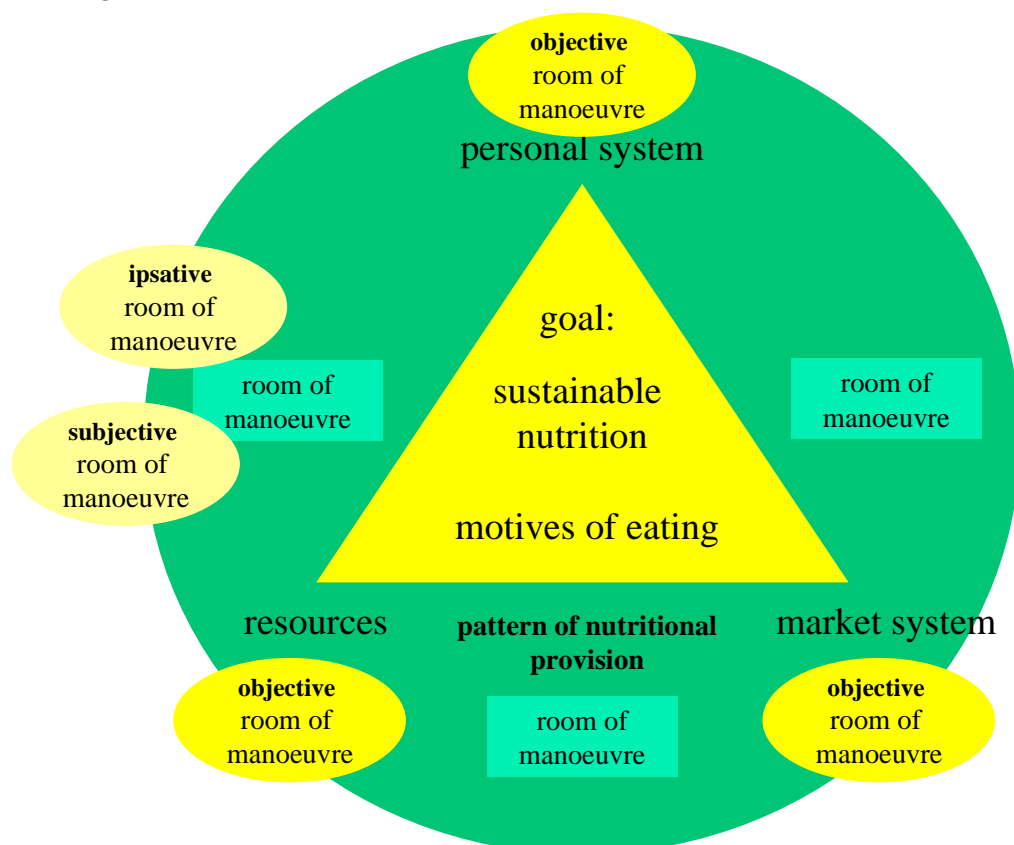 objective
room of
manoeuvre
personal system
ipsative
room of
manoeuvre
goal:
sustainable
nutrition
motives of eating
room of
manoeuvre
room of
manoeuvre
subjective
room of
manoeuvre
resources
pattern of nutritional
provision
market system
objective
room of
manoeuvre
room of
manoeuvre
objective
room of
manoeuvre